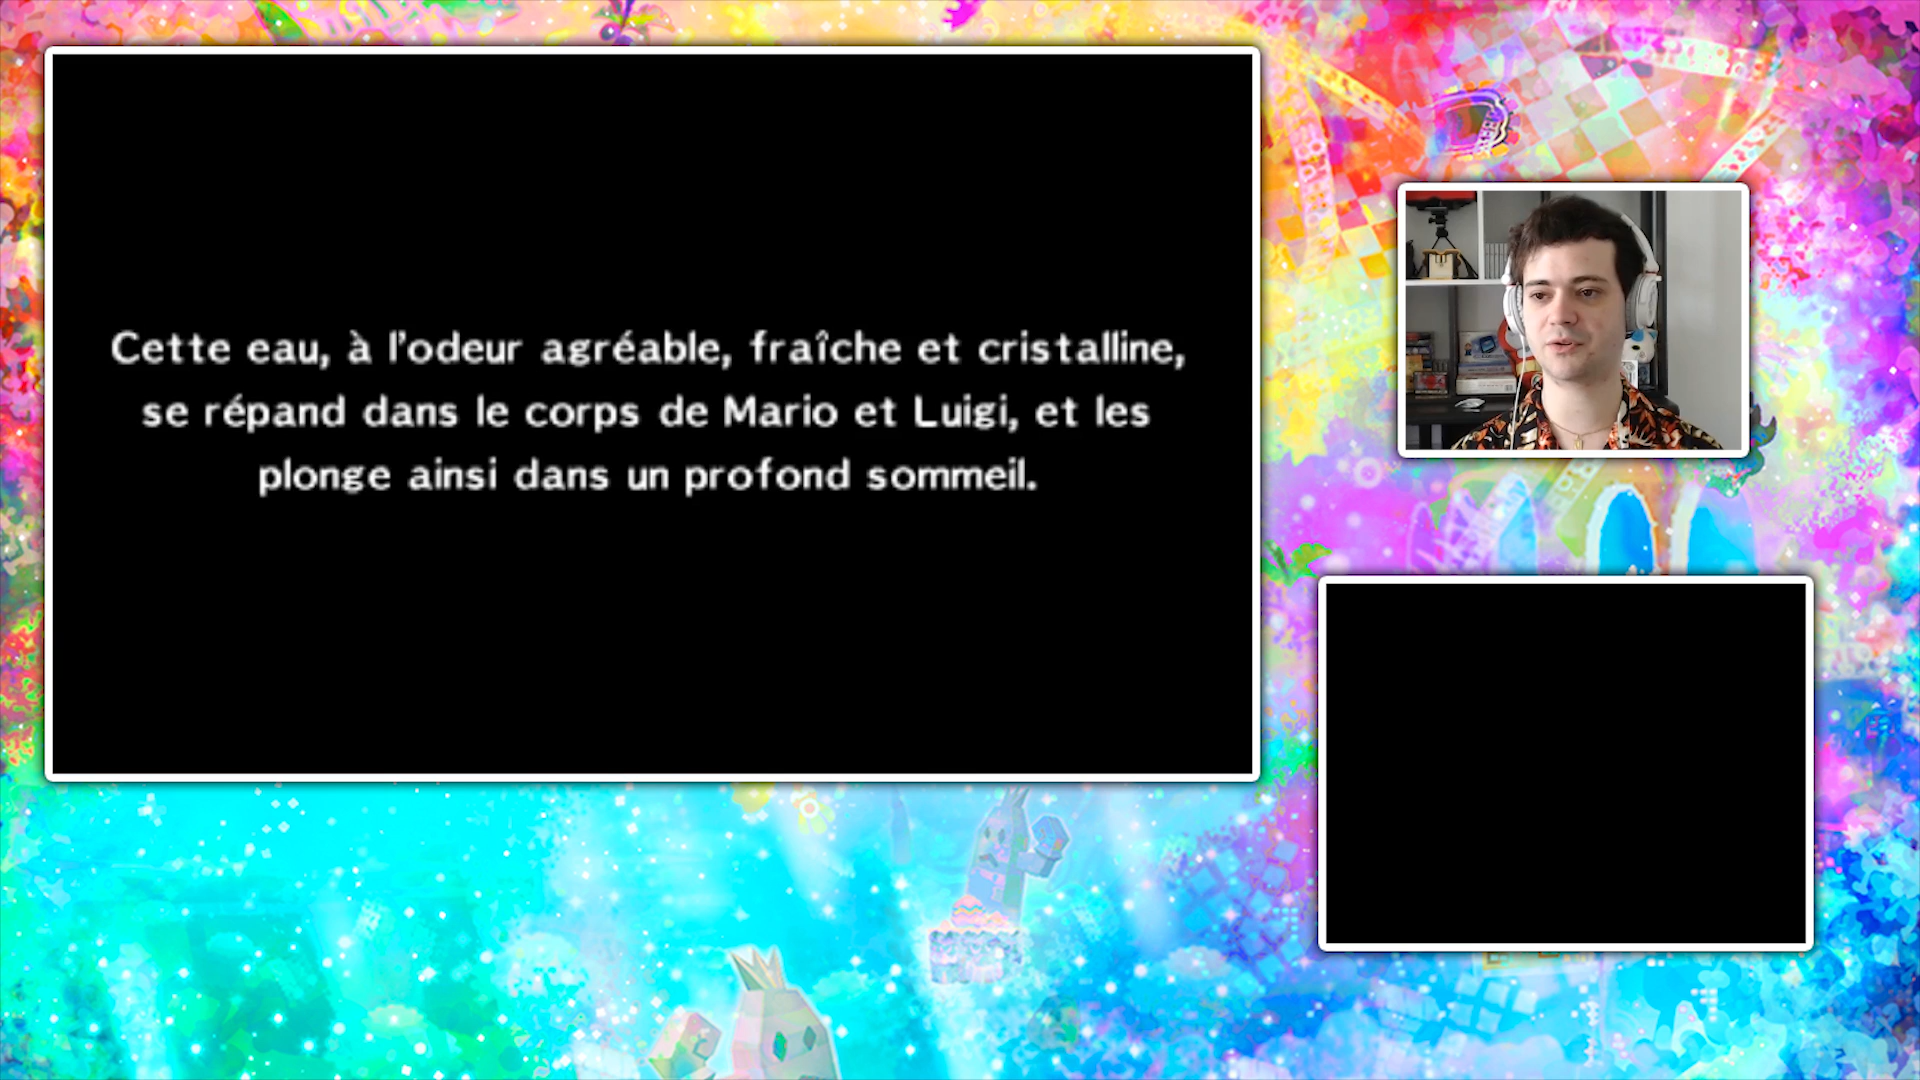 Cette eau, à l'odeur agréable, fraîche et cristalline,
se répand dans le corps de Mario et Luigi, et les
plonge ainsi dans un profond sommeil.